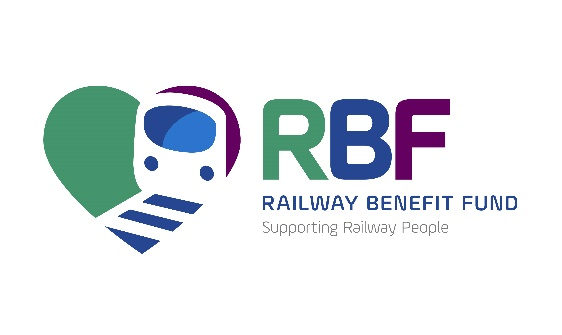 RBF
RAILWAY BENEFIT FUND
Supporting Railway People